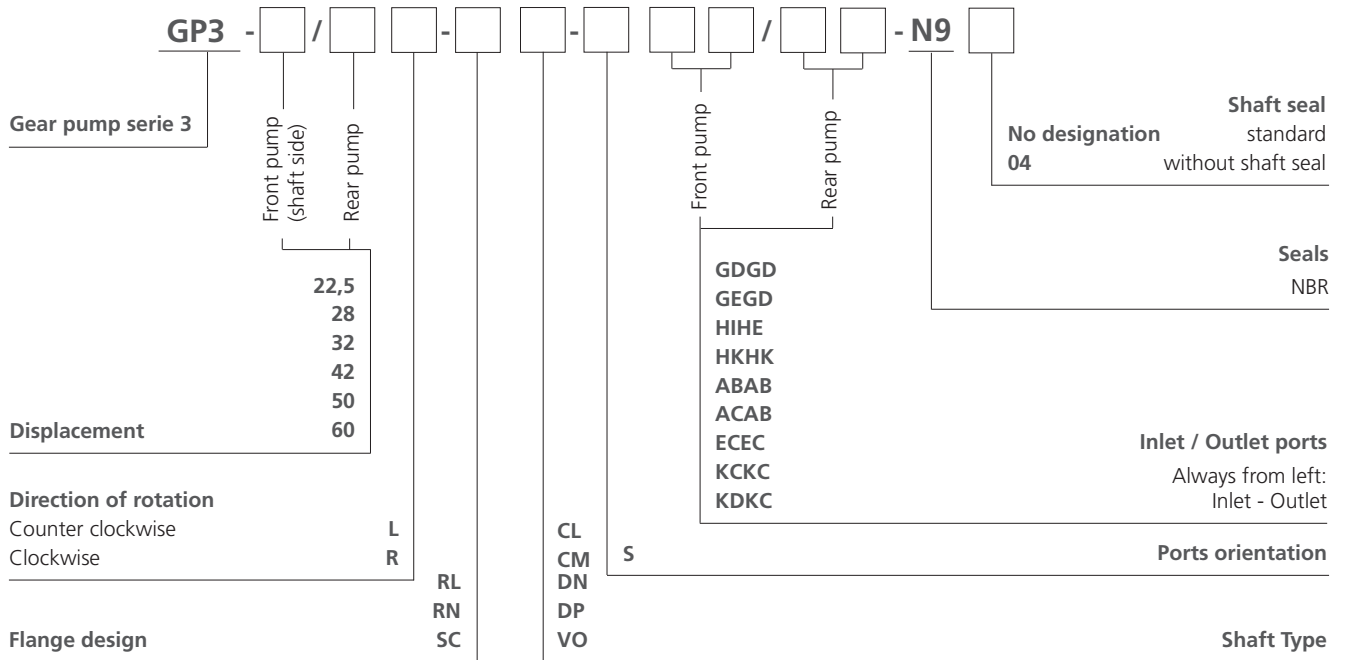 GP3 - / - - / - N9
Gear pump serie 3
Front pump
(shaft side)
Rear pump
Front pump
Rear pump
Shaft seal
No designation standard
04 without shaft seal
Seals
NBR
22,5
28
32
42
50
60
Displacement
GDGD
GEGD
HIHE
HKHK
ABAB
ACAB
ECEC
KCKC
KDKC
Inlet / Outlet ports
Always from left:
Inlet - Outlet
Direction of rotation
Counter clockwise L
Clockwise R
S Ports orientation
RL
RN
SC
Flange design
CL
CM
DN
DP
VO
Shaft Type